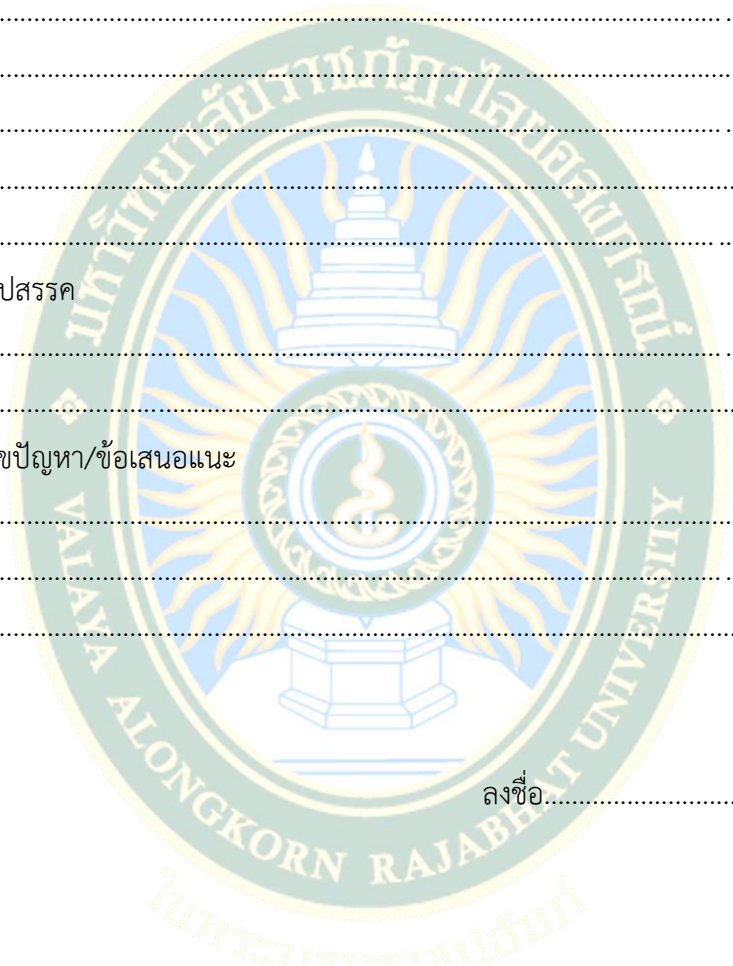 ........................................................................................................ .
........................................................................................................
มหาวิทยาลัยราชภัฏวไลยอลงกรณ์
........................................................................................................ .
........................................................................................................
........................................................................................................ ..
ปสรรค
........................................................................................................ .
........................................................................................................
ขปัญหา/ข้อเสนอแนะ
........................................................................................................
........................................................................................................ .
........................................................................................................
ลงชื่อ............................
VALAYA ALONGKORN RAJABHAT UNIVERSITY
ในพระบรมราชูปถัมภ์